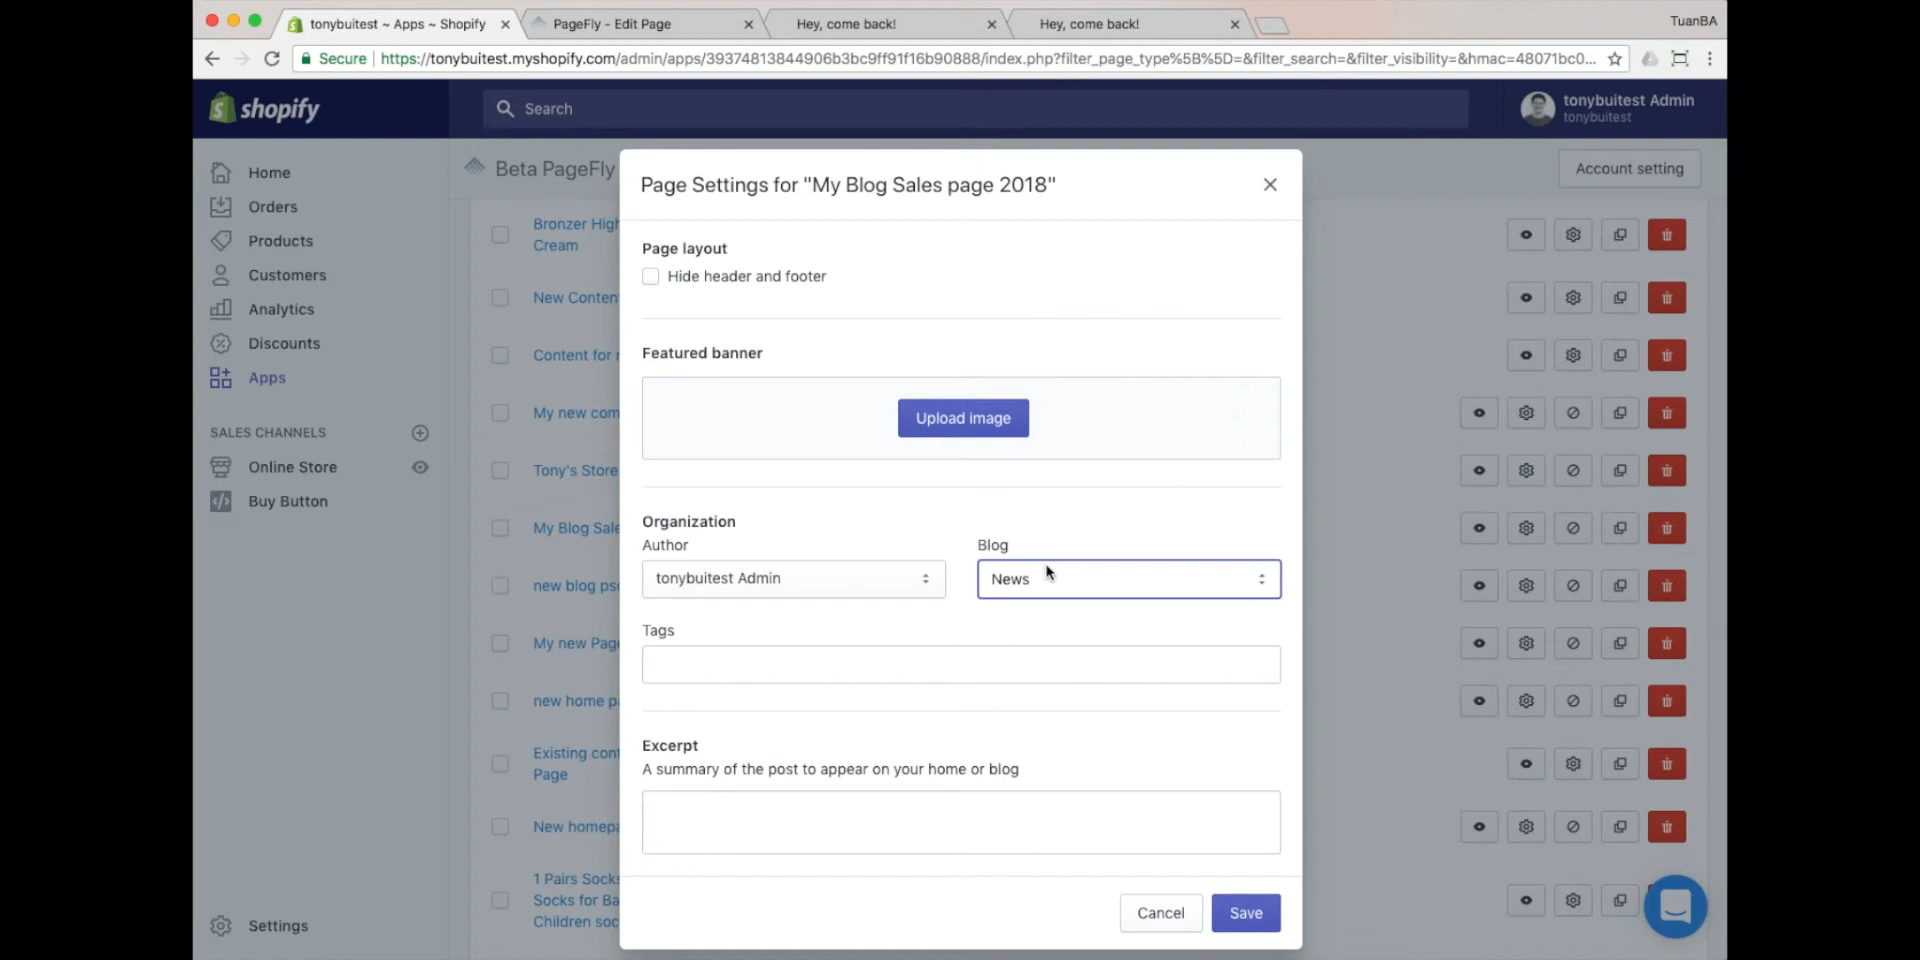 tonybuitest ~ Apps ~ Shopify
PageFly - Edit Page
Hey, come back!
Hey, come back!
TuanBA
Secure
https://tonybuitest.myshopify.com/admin/apps/39374813844906b3bc9ff91f16b90888/index.php?filter_page_type%5B%5D=&filter_search=&filter_visibility=&hmac=48071bc0...
shopify
Search
tonybuitest Admin
tonybuitest
Home
Orders
Products
Customers
Analytics
Discounts
Apps
SALES CHANNELS
Online Store
Buy Button
Settings
Beta PageFly
Account setting
Bronzer High
Cream
New Conten
Content for
My new com
Tony's Store
My Blog Sale
new blog pso
My new Page
new home pa
Existing cont
Page
New homepa
1 Pairs Socks
Socks for Ba
Children soc
Page Settings for "My Blog Sales page 2018"
Page layout
Hide header and footer
Featured banner
Upload image
Organization
Author
Blog
tonybuitest Admin
News
Tags
Excerpt
A summary of the post to appear on your home or blog
Cancel
Save